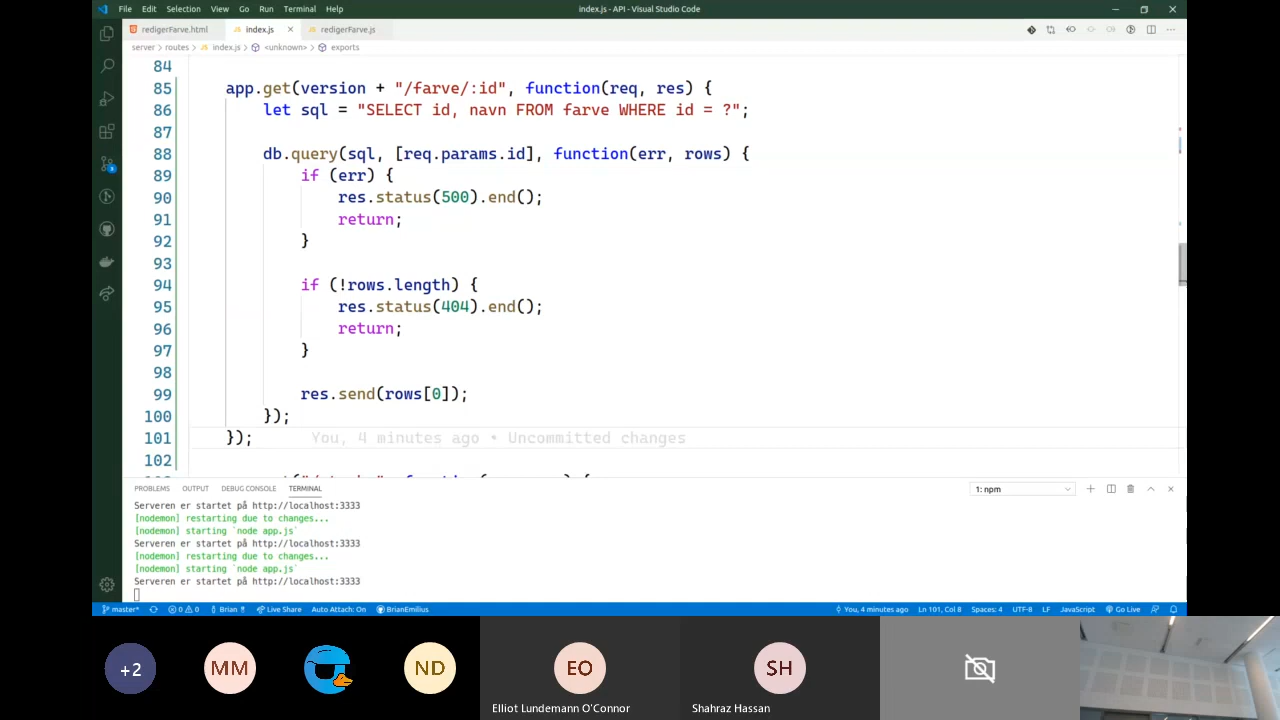 File Edit Selection View Go Run Terminal Help
index.js - API - Visual Studio Code
redigerFarve.html index.js redigerFarve.js
server > routes > index.js > <unknown> > exports
84
85 app.get(version + "/farve/:id", function(req, res) {
86 let sql = "SELECT id, navn FROM farve WHERE id = ?";
87
88 db.query(sql, [req.params.id], function(err, rows) {
89 if (err) {
90 res.status(500).end();
91 return;
92 }
93
94 if (!rows.length) {
95 res.status(404).end();
96 return;
97 }
98
99 res.send(rows[0]);
100 });
101 }); You, 4 minutes ago • Uncommitted changes
102
PROBLEMS OUTPUT DEBUG CONSOLE TERMINAL 1: npm
Serveren er startet på http://localhost:3333
[nodemon] restarting due to changes...
[nodemon] starting `node app.js`
Serveren er startet på http://localhost:3333
[nodemon] restarting due to changes...
[nodemon] starting `node app.js`
Serveren er startet på http://localhost:3333
master* 0 0 Brian Live Share Auto Attach: On BrianEmilius You, 4 minutes ago Ln 101, Col 8 Spaces: 4 UTF-8 LF JavaScript Go Live
+2 MM ND EO SH
Elliot Lundemann O'Connor Shahraz Hassan